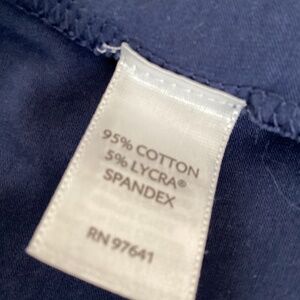 95% COTTON
5% LYCRA®
SPANDEX
RN 97641